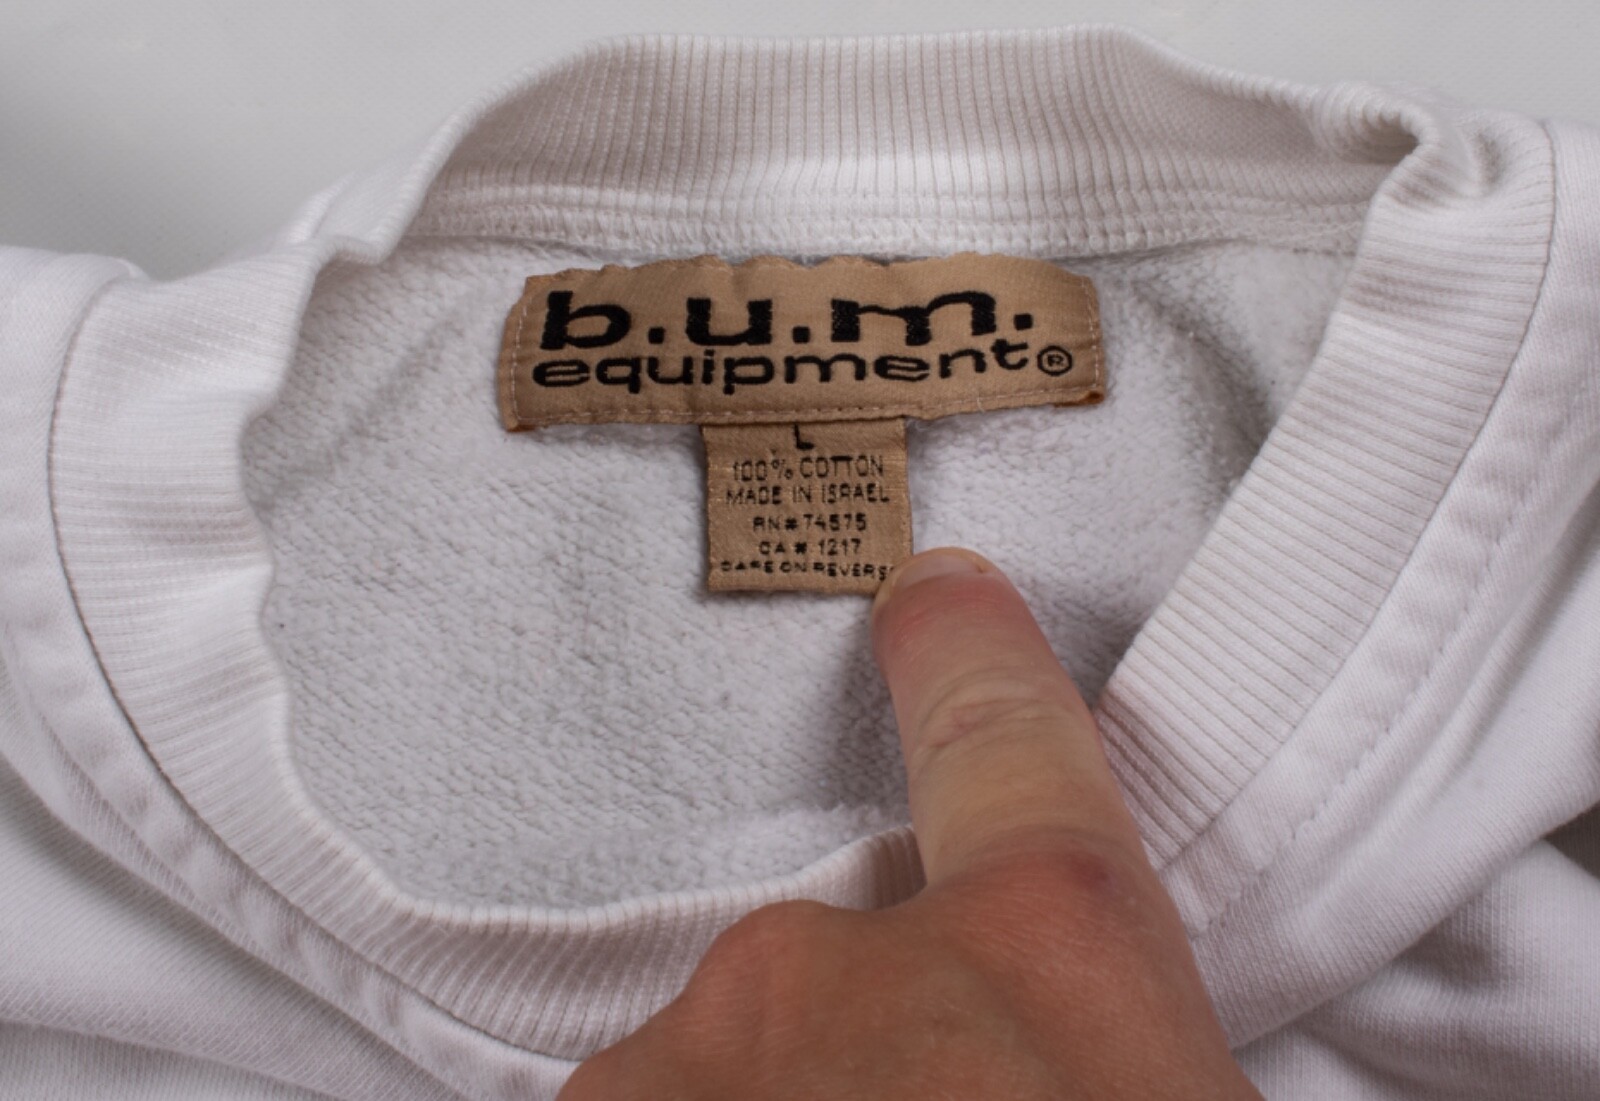 b.u.m.
equipment®
L
100% COTTON
MADE IN ISRAEL
RN# 74575
CA # 1217
CARE ON REVERSE